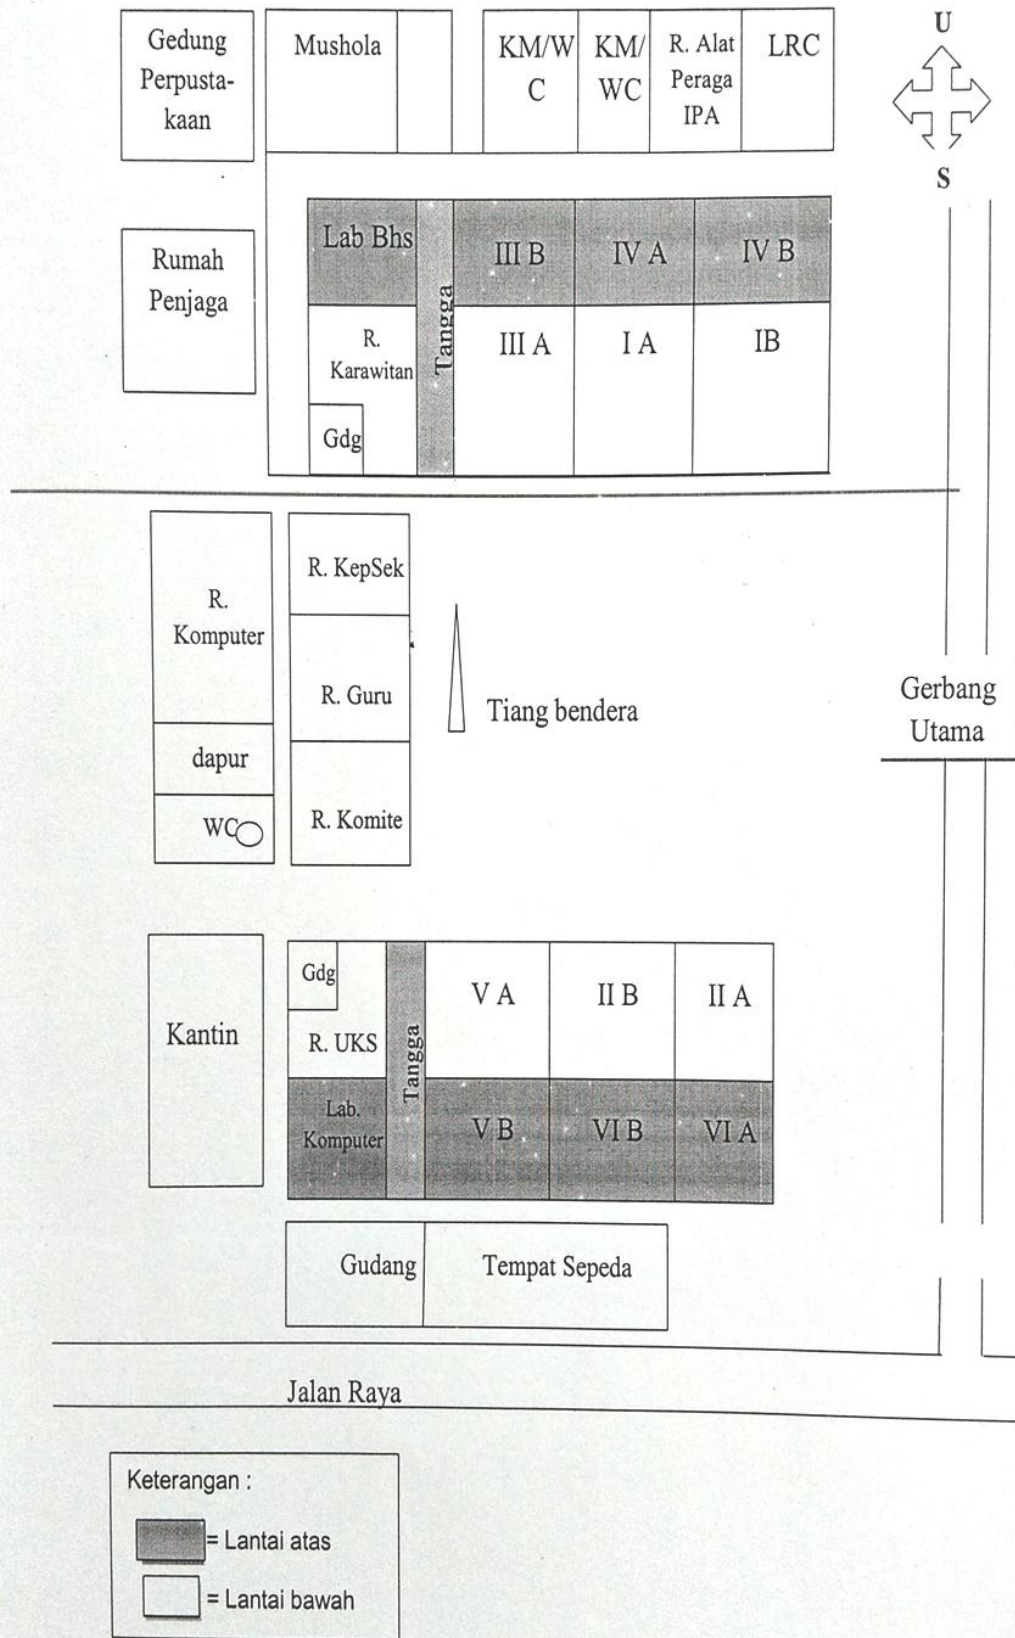 Gedung
Perpusta-
kaan
Mushola
KM/W
C
KM/
WC
R. Alat
Peraga
IPA
LRC
U
S
Rumah
Penjaga
Lab Bhs
Tangga
III B
IV A
IV B
R.
Karawitan
Gdg
III A
I A
IB
R.
Komputer
dapur
WC
R. KepSek
R. Guru
R. Komite
Tiang bendera
Gerbang
Utama
Kantin
Gdg
R. UKS
Lab.
Komputer
Tangga
V A
II B
II A
V B
VI B
VI A
Gudang
Tempat Sepeda
Jalan Raya
Keterangan :
= Lantai atas
= Lantai bawah